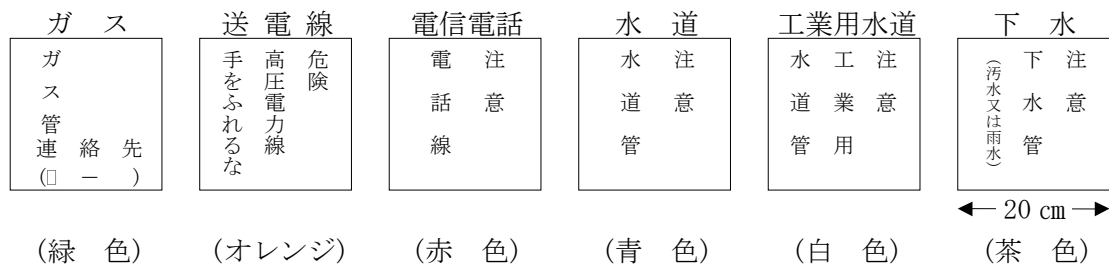 ガス
ガス管
連絡先
(□ ー )
(緑 色)
送電線
危険
高圧電力線
手をふれるな
(オレンジ)
電信電話
注意
電話線
(赤 色)
水道
注意
水道管
(青 色)
工業用水道
注意
工業用
水道管
(白 色)
下水
注意
下水管
(汚水又は雨水)
20 cm
(茶 色)